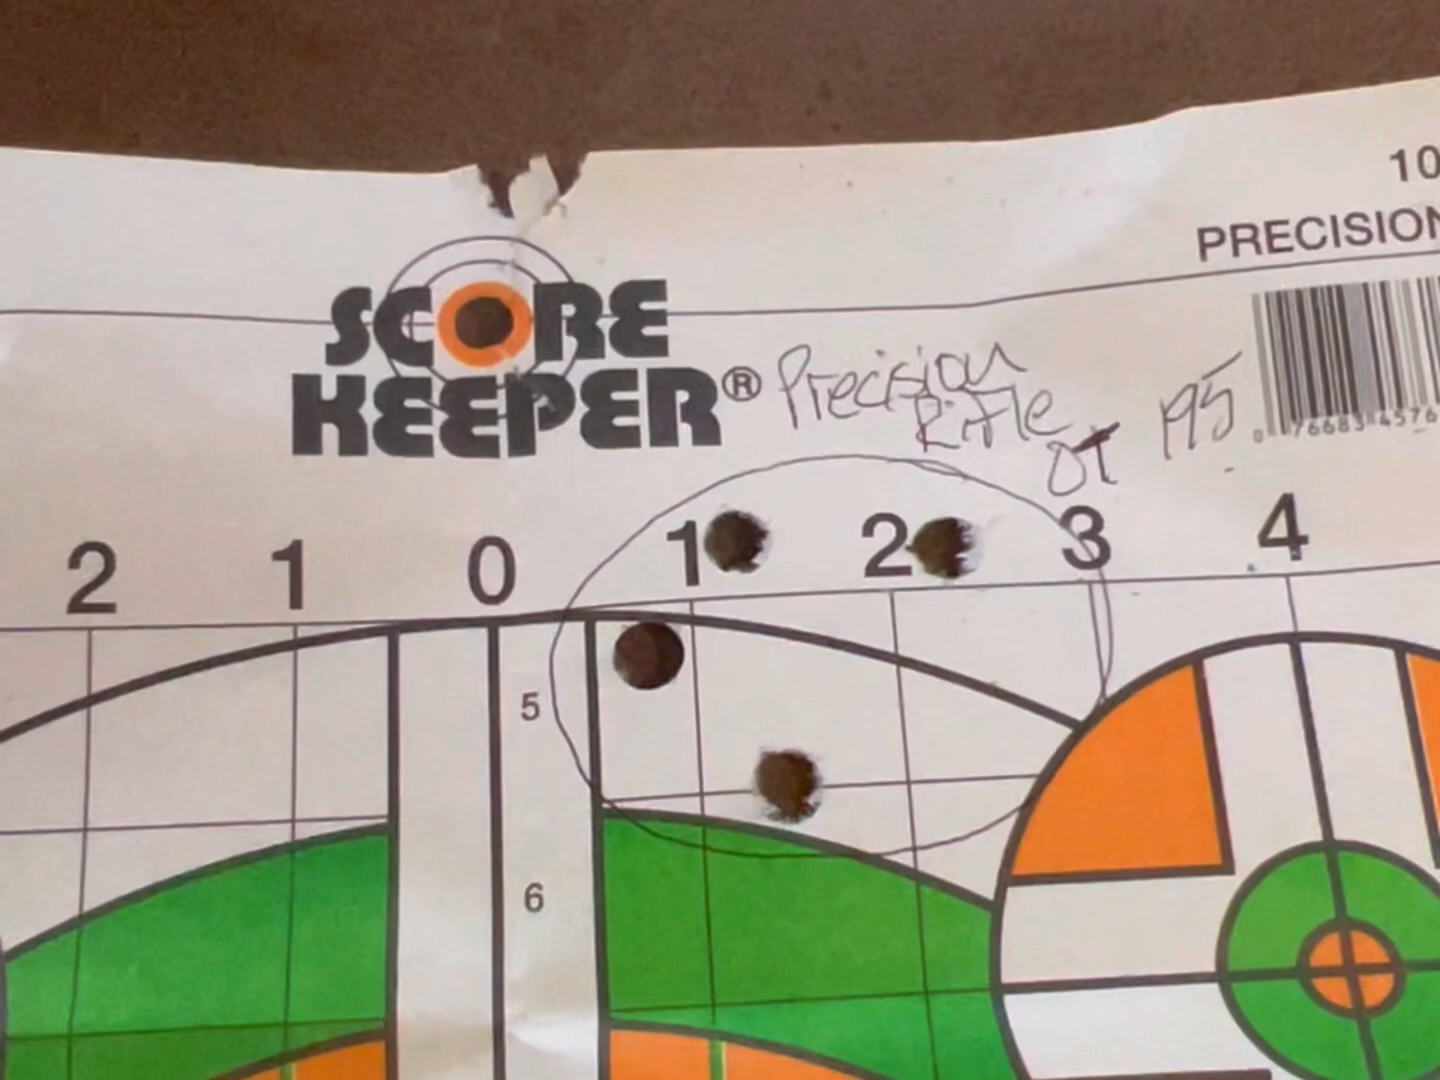 10
PRECISION
SCORE
KEEPER®
Precision
Rifle
195
2 1 0 1 2 3 4
5
6